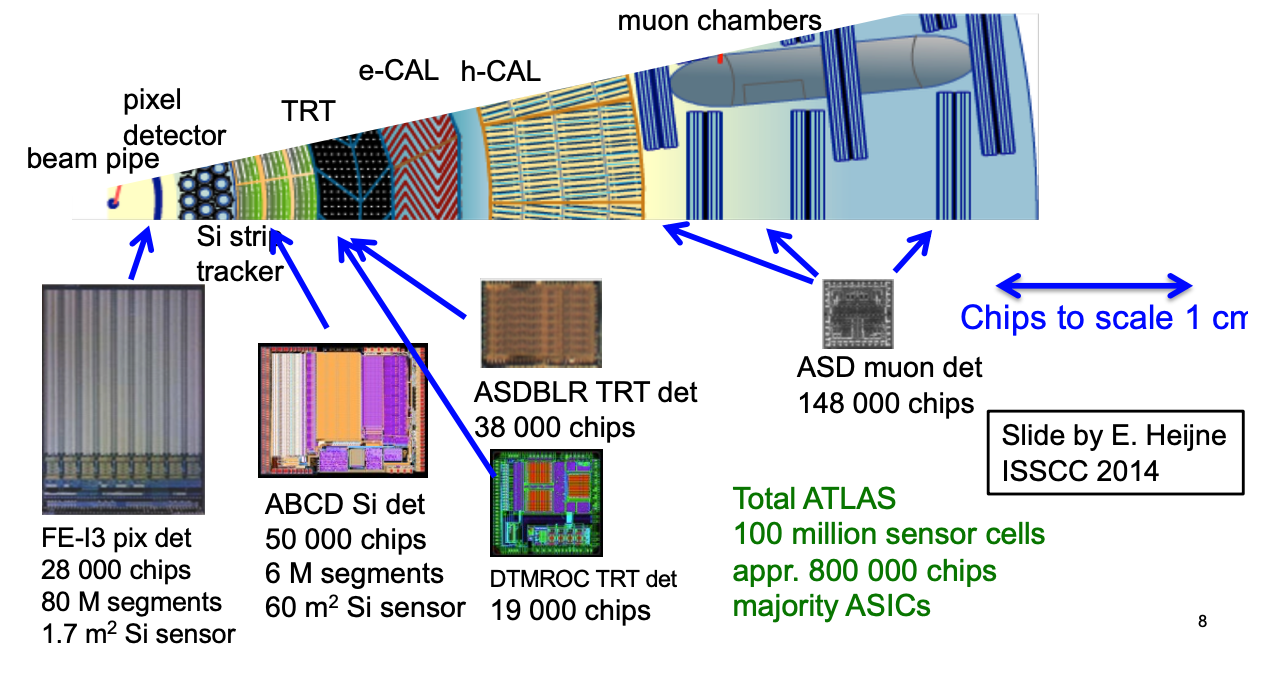 muon chambers
e-CAL h-CAL
pixel
detector
TRT
beam pipe
Si strip
tracker
Chips to scale 1 cm
FE-I3 pix det
28 000 chips
80 M segments
1.7 m² Si sensor
ABCD Si det
50 000 chips
6 M segments
60 m² Si sensor
ASDBLR TRT det
38 000 chips
DTMROC TRT det
19 000 chips
ASD muon det
148 000 chips
Slide by E. Heijne
ISSCC 2014
Total ATLAS
100 million sensor cells
appr. 800 000 chips
majority ASICs
8